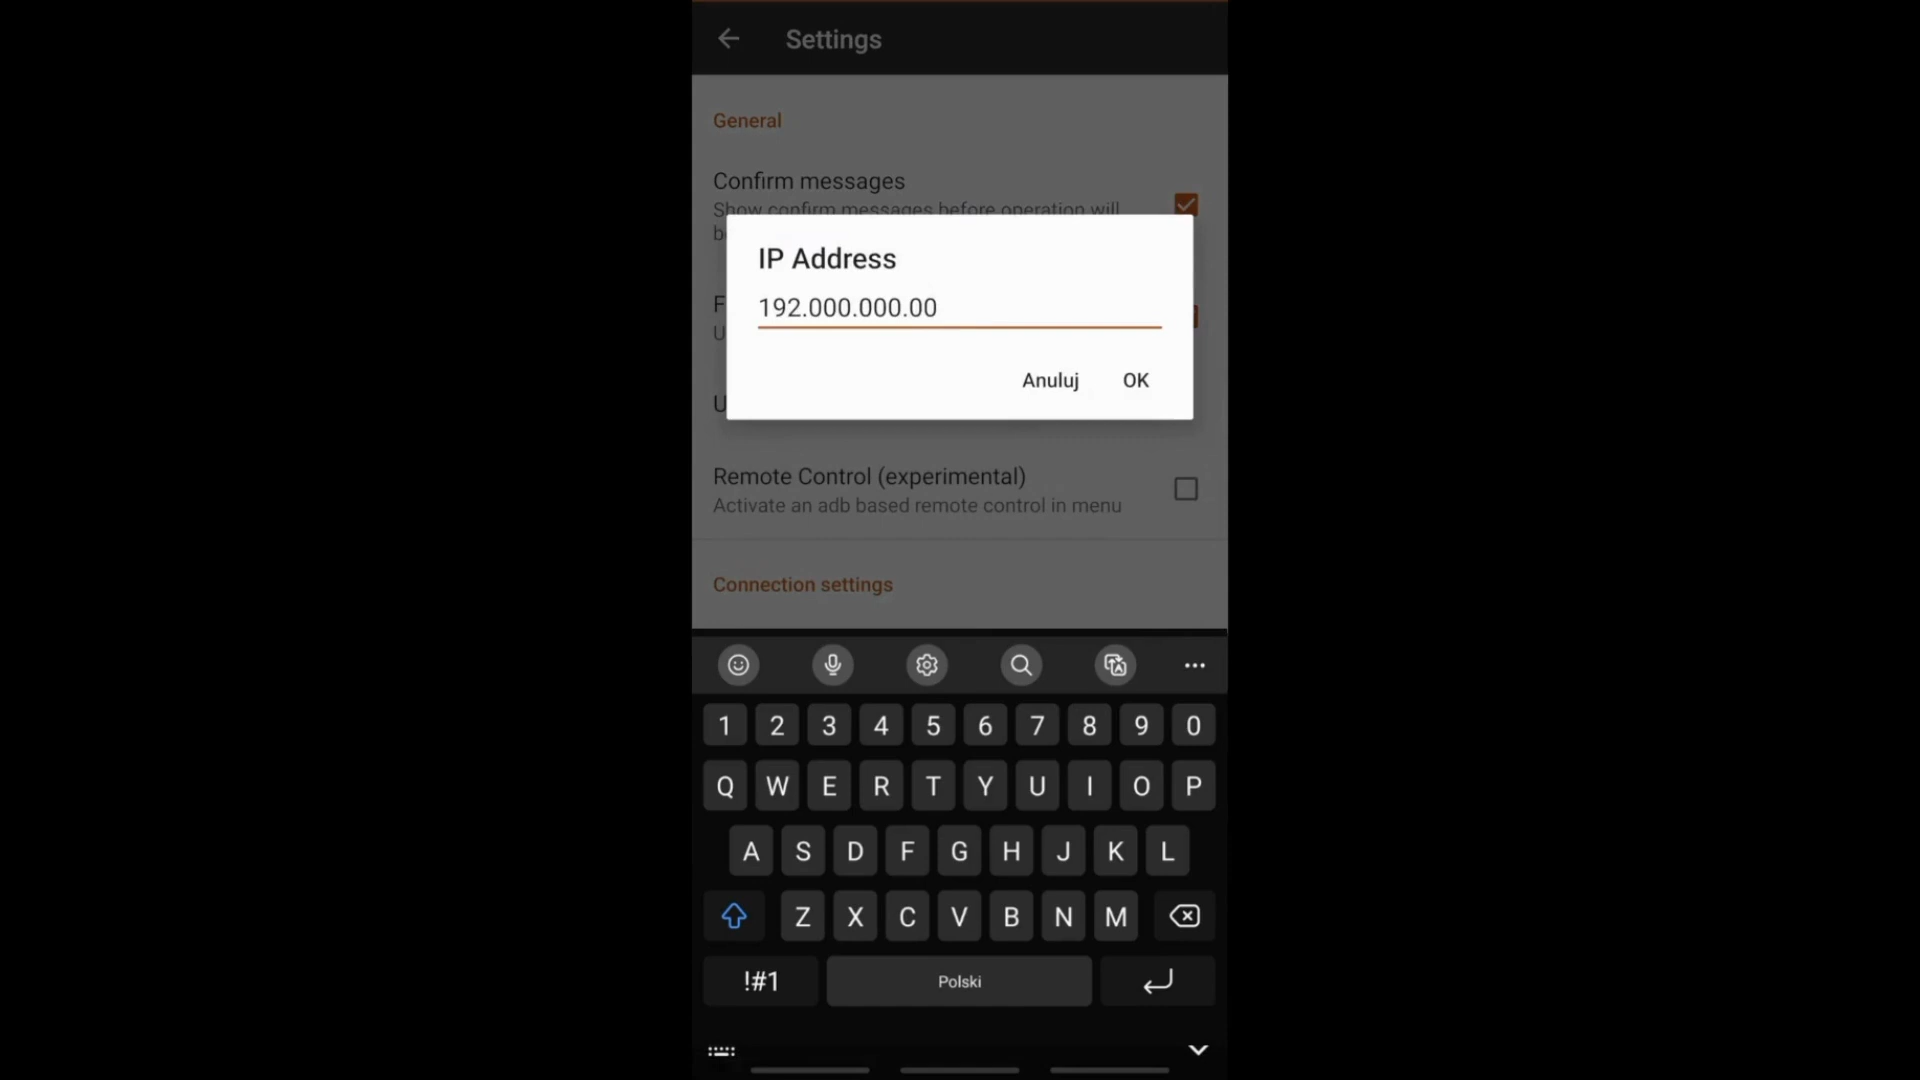 Settings
General
Confirm messages
Show confirm messages before operation will
b
IP Address
192.000.000.00
F
U
Anuluj OK
U
Remote Control (experimental)
Activate an adb based remote control in menu
Connection settings
1 2 3 4 5 6 7 8 9 0
Q W E R T Y U I O P
A S D F G H J K L
Z X C V B N M
!#1 Polski